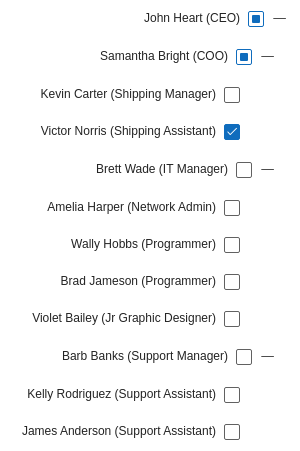 John Heart (CEO)
Samantha Bright (COO)
Kevin Carter (Shipping Manager)
Victor Norris (Shipping Assistant)
Brett Wade (IT Manager)
Amelia Harper (Network Admin)
Wally Hobbs (Programmer)
Brad Jameson (Programmer)
Violet Bailey (Jr Graphic Designer)
Barb Banks (Support Manager)
Kelly Rodriguez (Support Assistant)
James Anderson (Support Assistant)